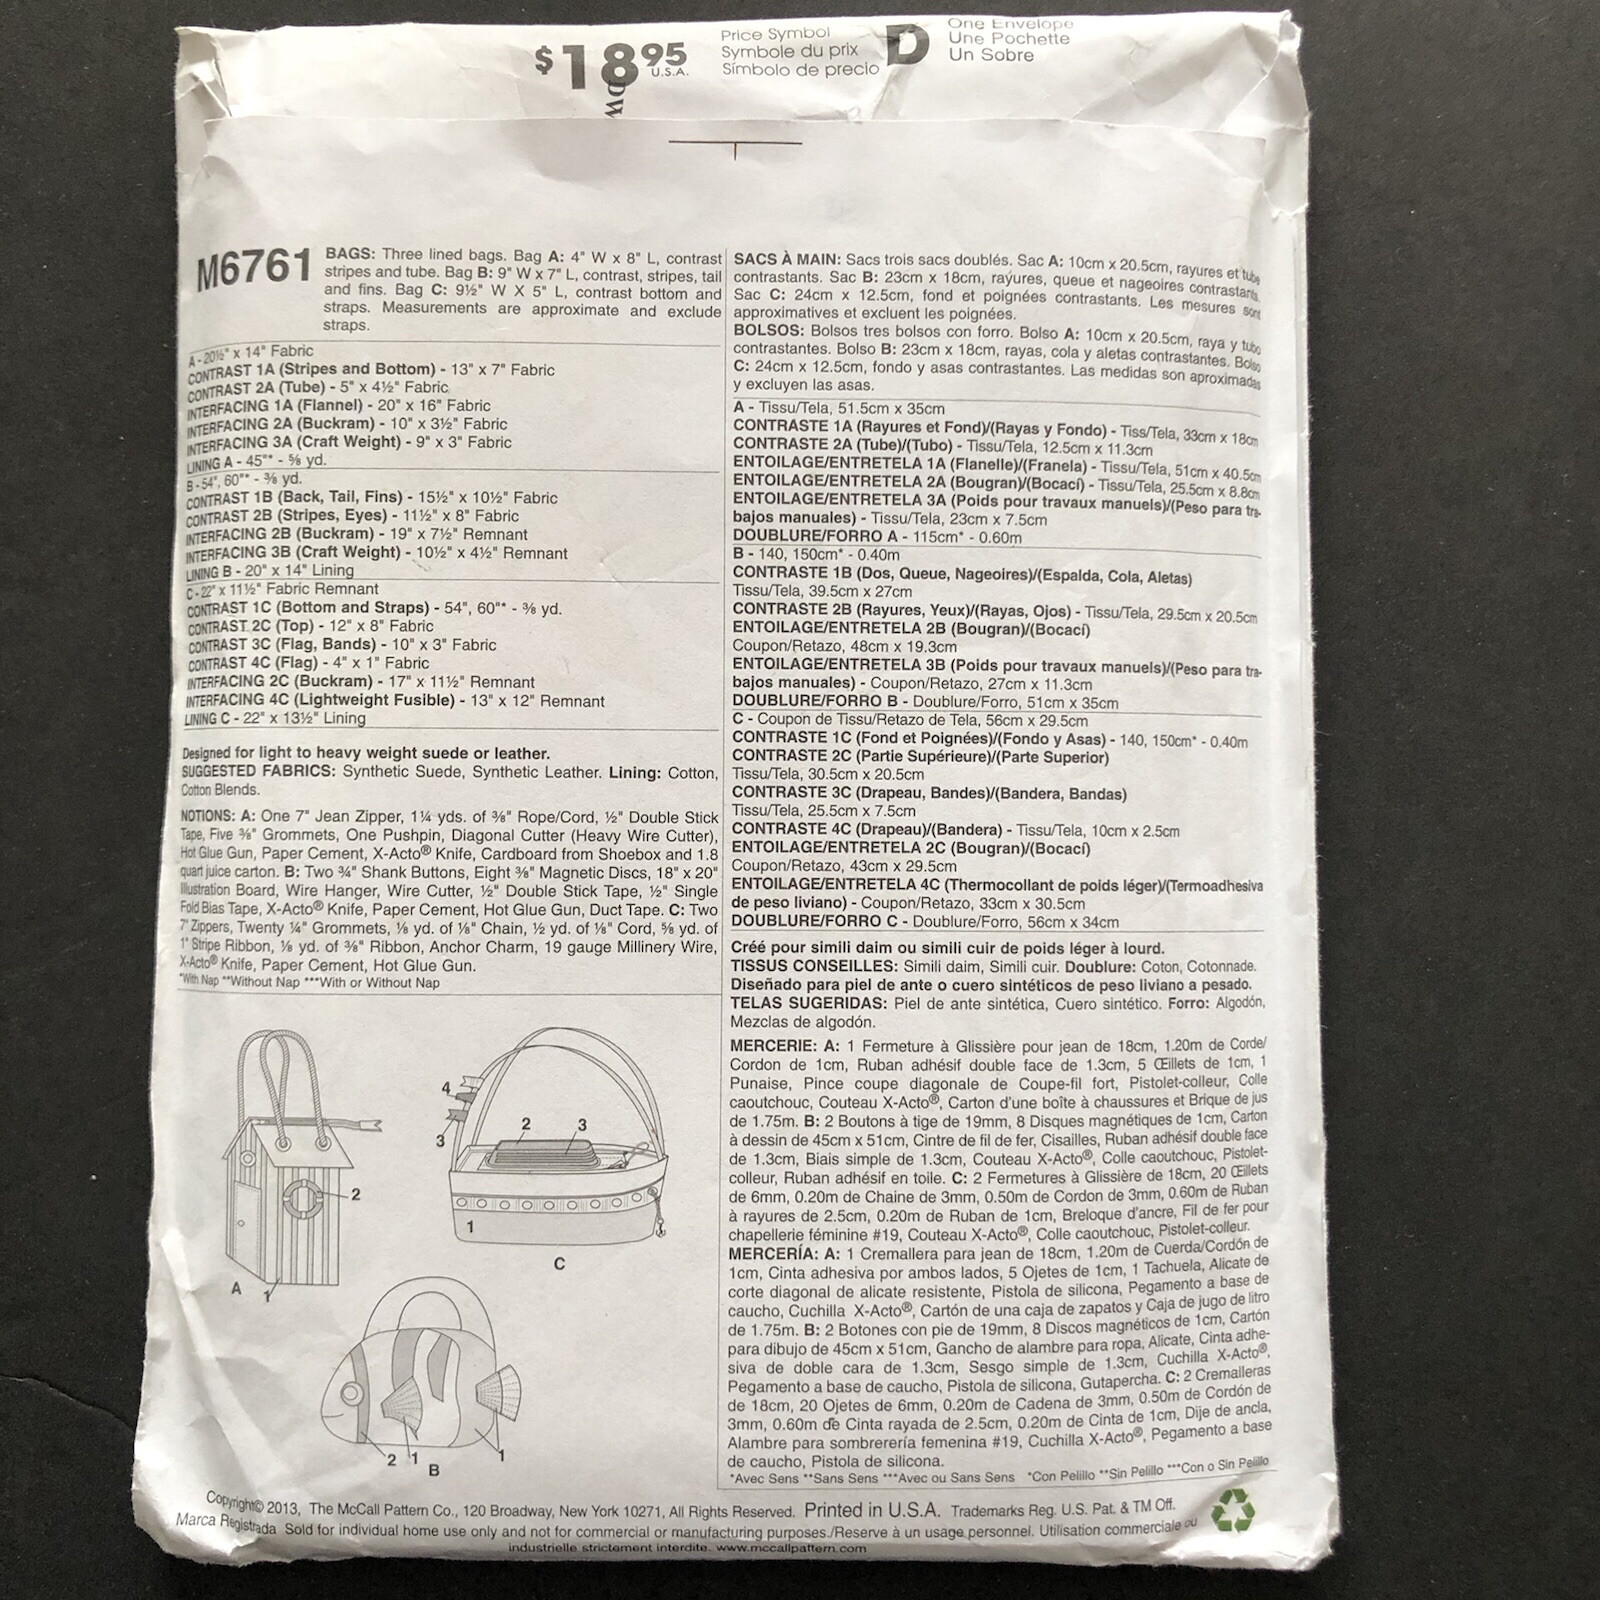 $18.95
U.S.A.
Price Symbol
Symbole du prix
Símbolo de precio
D
One Envelope
Une Pochette
Un Sobre
M6761
BAGS: Three lined bags. Bag A: 4" W x 8" L, contrast
stripes and tube. Bag B: 9" W x 7" L, contrast, stripes, tail
and fins. Bag C: 9½" W X 5" L, contrast bottom and
straps. Measurements are approximate and exclude
straps.
A - 20½" x 14" Fabric
CONTRAST 1A (Stripes and Bottom) - 13" x 7" Fabric
CONTRAST 2A (Tube) - 5" x 4½" Fabric
INTERFACING 1A (Flannel) - 20" x 16" Fabric
INTERFACING 2A (Buckram) - 10" x 3½" Fabric
INTERFACING 3A (Craft Weight) - 9" x 3" Fabric
LINING A - 45"* - ⅝ yd.
B - 54", 60"* - ⅜ yd.
CONTRAST 1B (Back, Tail, Fins) - 15½" x 10½" Fabric
CONTRAST 2B (Stripes, Eyes) - 11½" x 8" Fabric
INTERFACING 2B (Buckram) - 19" x 7½" Remnant
INTERFACING 3B (Craft Weight) - 10½" x 4½" Remnant
LINING B - 20" x 14" Lining
C - 22" x 11½" Fabric Remnant
CONTRAST 1C (Bottom and Straps) - 54", 60"* - ⅜ yd.
CONTRAST 2C (Top) - 12" x 8" Fabric
CONTRAST 3C (Flag, Bands) - 10" x 3" Fabric
CONTRAST 4C (Flag) - 4" x 1" Fabric
INTERFACING 2C (Buckram) - 17" x 11½" Remnant
INTERFACING 4C (Lightweight Fusible) - 13" x 12" Remnant
LINING C - 22" x 13½" Lining
Designed for light to heavy weight suede or leather.
SUGGESTED FABRICS: Synthetic Suede, Synthetic Leather. Lining: Cotton,
Cotton Blends.
NOTIONS: A: One 7" Jean Zipper, 1¼ yds. of ⅜" Rope/Cord, ½" Double Stick
Tape, Five ⅜" Grommets, One Pushpin, Diagonal Cutter (Heavy Wire Cutter),
Hot Glue Gun, Paper Cement, X-Acto® Knife, Cardboard from Shoebox and 1.8
quart juice carton. B: Two ¾" Shank Buttons, Eight ⅜" Magnetic Discs, 18" x 20"
Illustration Board, Wire Hanger, Wire Cutter, ½" Double Stick Tape, ½" Single
Fold Bias Tape, X-Acto® Knife, Paper Cement, Hot Glue Gun, Duct Tape. C: Two
7" Zippers, Twenty ¼" Grommets, ⅛ yd. of ⅛" Chain, ½ yd. of ⅛" Cord, ⅝ yd. of
1" Stripe Ribbon, ⅛ yd. of ⅜" Ribbon, Anchor Charm, 19 gauge Millinery Wire,
X-Acto® Knife, Paper Cement, Hot Glue Gun.
*With Nap **Without Nap ***With or Without Nap
2
A 1
4
3
2 3
1
C
2 1 1
B
SACS À MAIN: Sacs trois sacs doublés. Sac A: 10cm x 20.5cm, rayures et tube
contrastants. Sac B: 23cm x 18cm, rayures, queue et nageoires contrastants.
Sac C: 24cm x 12.5cm, fond et poignées contrastants. Les mesures sont
approximatives et excluent les poignées.
BOLSOS: Bolsos tres bolsos con forro. Bolso A: 10cm x 20.5cm, raya y tubo
contrastantes. Bolso B: 23cm x 18cm, rayas, cola y aletas contrastantes. Bolso
C: 24cm x 12.5cm, fondo y asas contrastantes. Las medidas son aproximadas
y excluyen las asas.
A - Tissu/Tela, 51.5cm x 35cm
CONTRASTE 1A (Rayures et Fond)/(Rayas y Fondo) - Tiss/Tela, 33cm x 18cm
CONTRASTE 2A (Tube)/(Tubo) - Tissu/Tela, 12.5cm x 11.3cm
ENTOILAGE/ENTRETELA 1A (Flanelle)/(Franela) - Tissu/Tela, 51cm x 40.5cm
ENTOILAGE/ENTRETELA 2A (Bougran)/(Bocací) - Tissu/Tela, 25.5cm x 8.8cm
ENTOILAGE/ENTRETELA 3A (Poids pour travaux manuels)/(Peso para tra-
bajos manuales) - Tissu/Tela, 23cm x 7.5cm
DOUBLURE/FORRO A - 115cm* - 0.60m
B - 140, 150cm* - 0.40m
CONTRASTE 1B (Dos, Queue, Nageoires)/(Espalda, Cola, Aletas)
Tissu/Tela, 39.5cm x 27cm
CONTRASTE 2B (Rayures, Yeux)/(Rayas, Ojos) - Tissu/Tela, 29.5cm x 20.5cm
ENTOILAGE/ENTRETELA 2B (Bougran)/(Bocací)
Coupon/Retazo, 48cm x 19.3cm
ENTOILAGE/ENTRETELA 3B (Poids pour travaux manuels)/(Peso para tra-
bajos manuales) - Coupon/Retazo, 27cm x 11.3cm
DOUBLURE/FORRO B - Doublure/Forro, 51cm x 35cm
C - Coupon de Tissu/Retazo de Tela, 56cm x 29.5cm
CONTRASTE 1C (Fond et Poignées)/(Fondo y Asas) - 140, 150cm* - 0.40m
CONTRASTE 2C (Partie Supérieure)/(Parte Superior)
Tissu/Tela, 30.5cm x 20.5cm
CONTRASTE 3C (Drapeau, Bandes)/(Bandera, Bandas)
Tissu/Tela, 25.5cm x 7.5cm
CONTRASTE 4C (Drapeau)/(Bandera) - Tissu/Tela, 10cm x 2.5cm
ENTOILAGE/ENTRETELA 2C (Bougran)/(Bocací)
Coupon/Retazo, 43cm x 29.5cm
ENTOILAGE/ENTRETELA 4C (Thermocollant de poids léger)/(Termoadhesiva
de peso liviano) - Coupon/Retazo, 33cm x 30.5cm
DOUBLURE/FORRO C - Doublure/Forro, 56cm x 34cm
Créé pour simili daim ou simili cuir de poids léger à lourd.
TISSUS CONSEILLES: Simili daim, Simili cuir. Doublure: Coton, Cotonnade.
Diseñado para piel de ante o cuero sintéticos de peso liviano a pesado.
TELAS SUGERIDAS: Piel de ante sintética, Cuero sintético. Forro: Algodón,
Mezclas de algodón.
MERCERIE: A: 1 Fermeture à Glissière pour jean de 18cm, 1.20m de Corde/
Cordon de 1cm, Ruban adhésif double face de 1.3cm, 5 Œillets de 1cm, 1
Punaise, Pince coupe diagonale de Coupe-fil fort, Pistolet-colleur, Colle
caoutchouc, Couteau X-Acto®, Carton d'une boîte à chaussures et Brique de jus
de 1.75m. B: 2 Boutons à tige de 19mm, 8 Disques magnétiques de 1cm, Carton
à dessin de 45cm x 51cm, Cintre de fil de fer, Cisailles, Ruban adhésif double face
de 1.3cm, Biais simple de 1.3cm, Couteau X-Acto®, Colle caoutchouc, Pistolet-
colleur, Ruban adhésif en toile. C: 2 Fermetures à Glissière de 18cm, 20 Œillets
de 6mm, 0.20m de Chaine de 3mm, 0.50m de Cordon de 3mm, 0.60m de Ruban
à rayures de 2.5cm, 0.20m de Ruban de 1cm, Breloque d'ancre, Fil de fer pour
chapellerie féminine #19, Couteau X-Acto®, Colle caoutchouc, Pistolet-colleur.
MERCERÍA: A: 1 Cremallera para jean de 18cm, 1.20m de Cuerda/Cordón de
1cm, Cinta adhesiva por ambos lados, 5 Ojetes de 1cm, 1 Tachuela, Alicate de
corte diagonal de alicate resistente, Pistola de silicona, Pegamento a base de
caucho, Cuchilla X-Acto®, Cartón de una caja de zapatos y Caja de jugo de litro
de 1.75m. B: 2 Botones con pie de 19mm, 8 Discos magnéticos de 1cm, Cartón
para dibujo de 45cm x 51cm, Gancho de alambre para ropa, Alicate, Cinta adhe-
siva de doble cara de 1.3cm, Sesgo simple de 1.3cm, Cuchilla X-Acto®,
Pegamento a base de caucho, Pistola de silicona, Gutapercha. C: 2 Cremalleras
de 18cm, 20 Ojetes de 6mm, 0.20m de Cadena de 3mm, 0.50m de Cordón de
3mm, 0.60m de Cinta rayada de 2.5cm, 0.20m de Cinta de 1cm, Dije de ancla,
Alambre para sombrerería femenina #19, Cuchilla X-Acto®, Pegamento a base
de caucho, Pistola de silicona.
*Avec Sens **Sans Sens ***Avec ou Sans Sens *Con Pelillo **Sin Pelillo ***Con o Sin Pelillo
Copyright© 2013, The McCall Pattern Co., 120 Broadway, New York 10271, All Rights Reserved. Printed in U.S.A. Trademarks Reg. U.S. Pat. & TM Off.
Marca Registrada Sold for individual home use only and not for commercial or manufacturing purposes./Reserve à un usage personnel. Utilisation commerciale ou
industrielle strictement interdite. www.mccallpattern.com